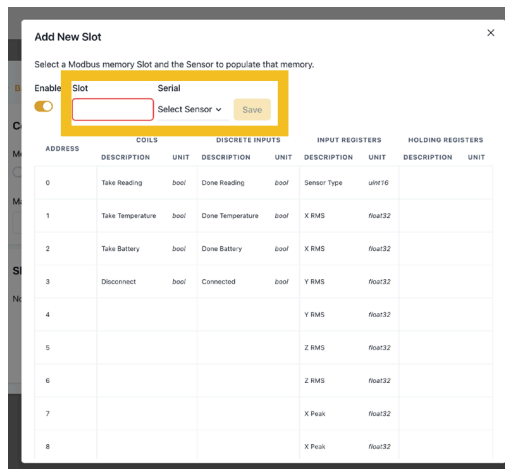 Add New Slot
Select a Modbus memory Slot and the Sensor to populate that memory.
Enable Slot Serial
Select Sensor Save
COILS DISCRETE INPUTS INPUT REGISTERS HOLDING REGISTERS
ADDRESS
DESCRIPTION UNIT DESCRIPTION UNIT DESCRIPTION UNIT DESCRIPTION UNIT
0 Take Reading bool Done Reading bool Sensor Type uint16
1 Take Temperature bool Done Temperature bool X RMS float32
2 Take Battery bool Done Battery bool X RMS float32
3 Disconnect bool Connected bool Y RMS float32
4 Y RMS float32
5 Z RMS float32
6 Z RMS float32
7 X Peak float32
8 X Peak float32